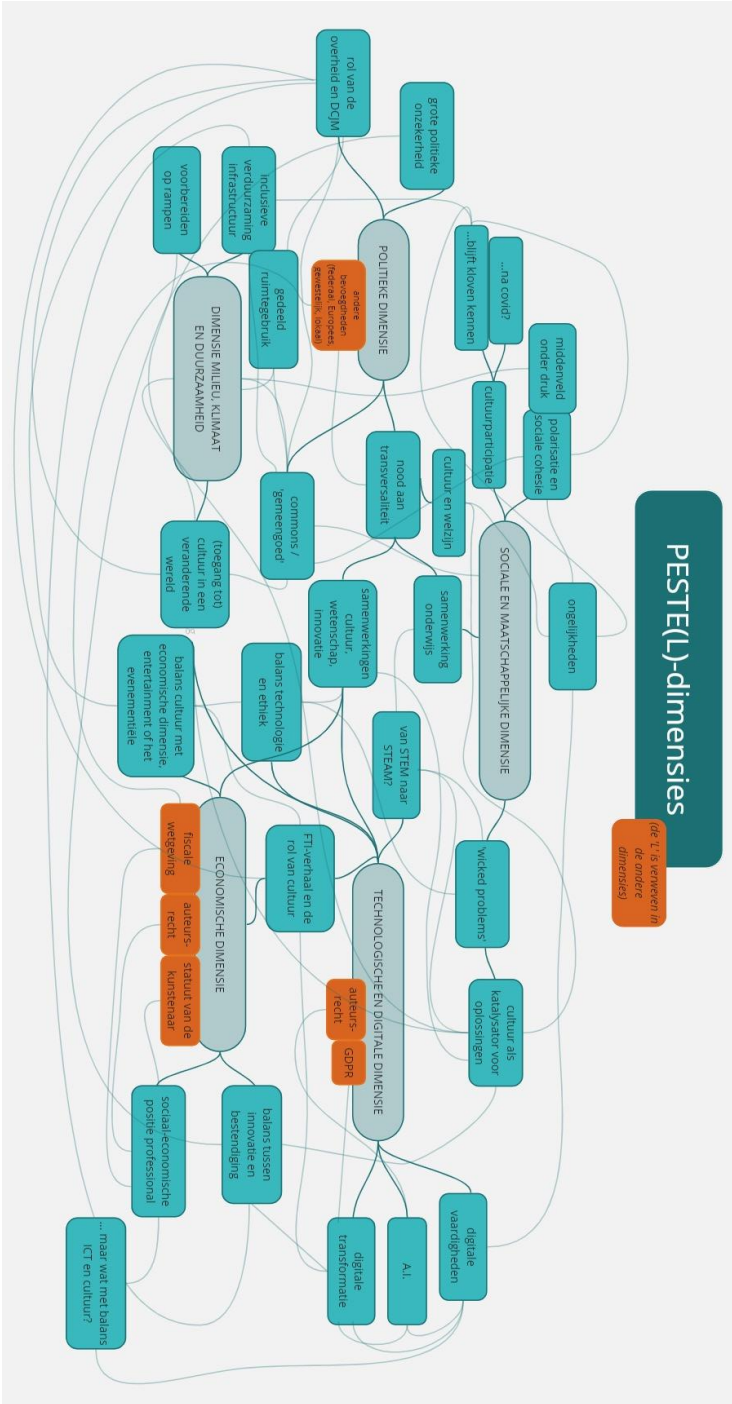 PESTE(L)-dimensies
(de 'L' is verweven in
de andere
dimensies)
ongelijkheden
middenveld
onder druk
polarisatie en
sociale cohesie
...na covid?
...blijft kloven kennen
cultuurparticipatie
SOCIALE EN MAATSCHAPPELIJKE DIMENSIE
'wicked problems'
cultuur als
katalysator voor
oplossingen
grote politieke
onzekerheid
cultuur en welzijn
samenwerking
onderwijs
van STEM naar
STEAM?
digitale
vaardigheden
rol van de
overheid en DCJM
POLITIEKE DIMENSIE
andere
bevoegdheden
(federaal, Europees,
gewestelijk, lokaal)
nood aan
transversaliteit
samenwerkingen
cultuur,
wetenschap,
innovatie
TECHNOLOGISCHE EN DIGITALE DIMENSIE
auteurs-
recht
GDPR
A.I.
digitale
transformatie
inclusieve
verduurzaming
infrastructuur
gedeeld
ruimtegebruik
commons /
'gemeengoed'
balans technologie
en ethiek
FTI-verhaal en de
rol van cultuur
voorbereiden
op rampen
DIMENSIE MILIEU, KLIMAAT
EN DUURZAAMHEID
(toegang tot)
cultuur in een
veranderende
wereld
balans cultuur met
economische dimensie,
entertainment of het
evenementiële
ECONOMISCHE DIMENSIE
fiscale
wetgeving
auteurs-
recht
statuut van de
kunstenaar
balans tussen
innovatie en
bestendiging
sociaal-economische
positie professional
... maar wat met balans
ICT en cultuur?